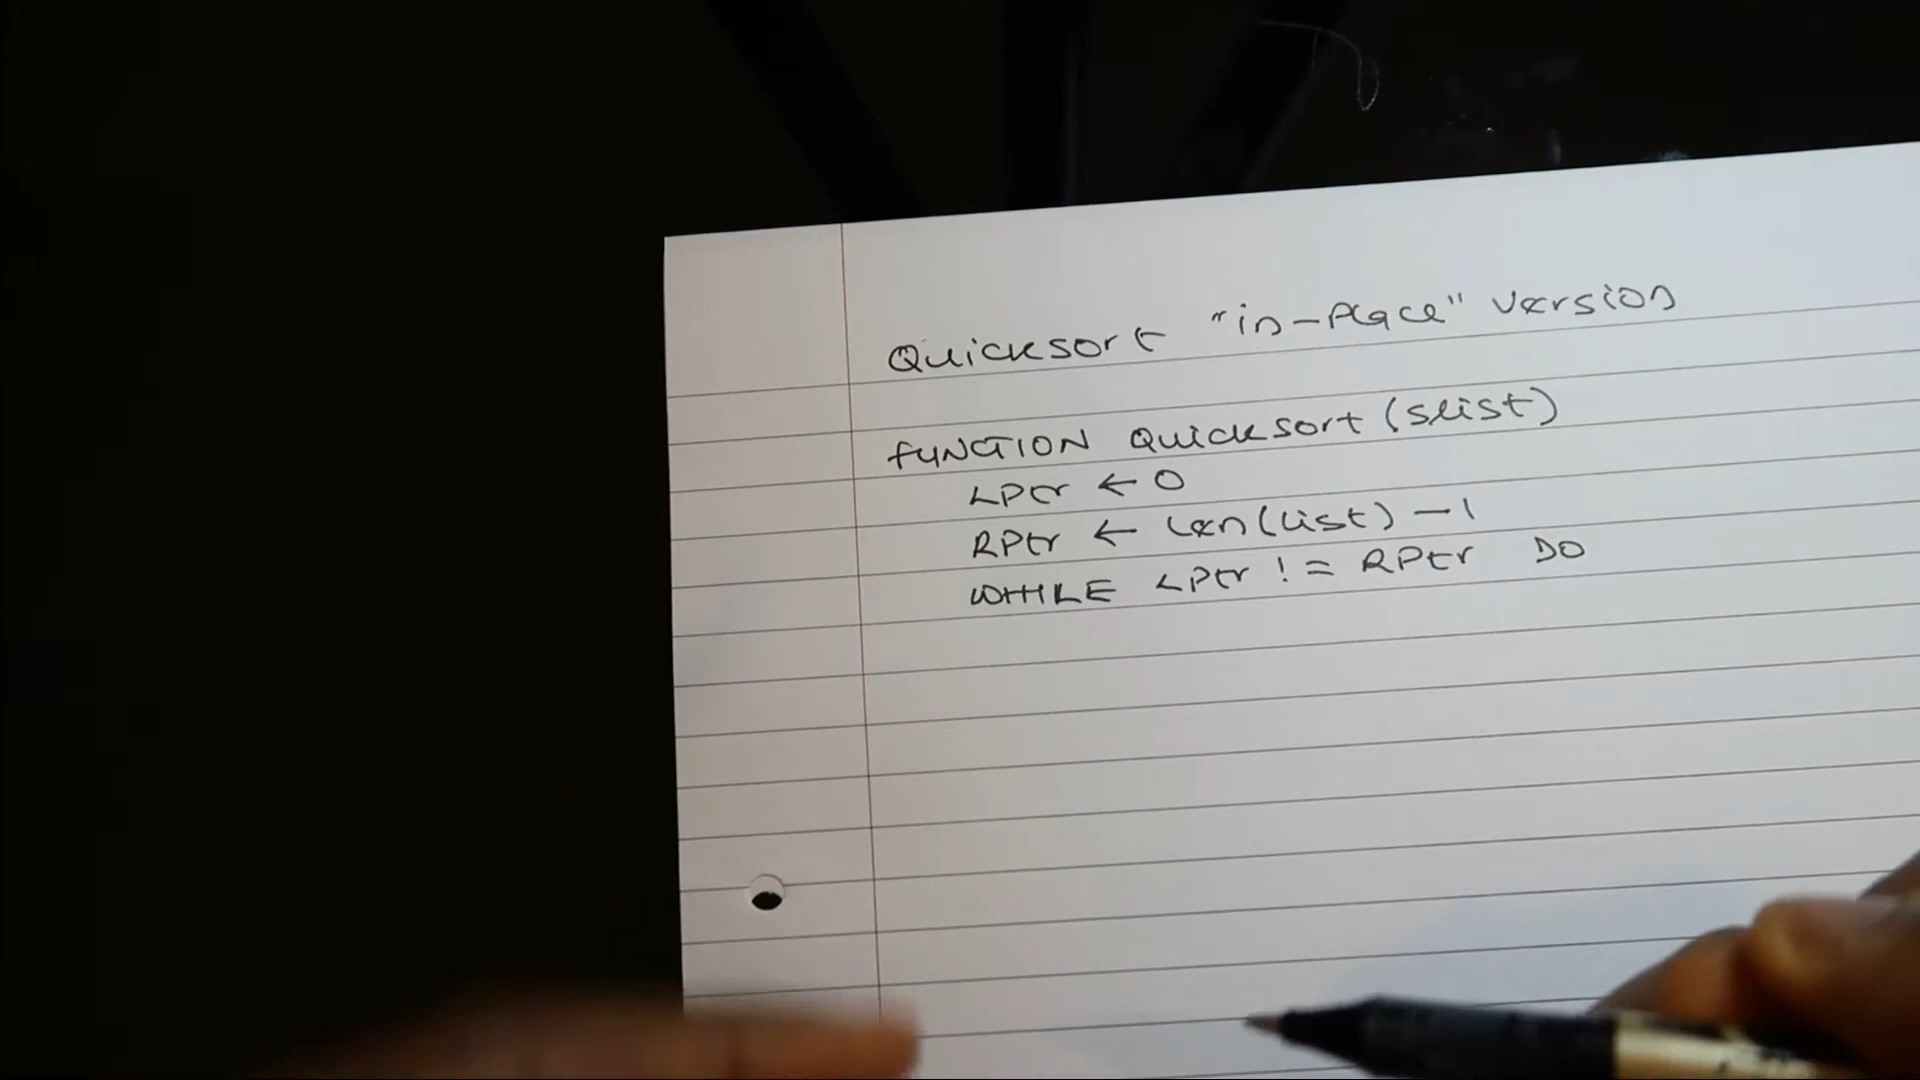 Quicksort "in-place" version
FUNCTION Quicksort (slist)
LPtr ← 0
RPtr ← len(list) - 1
WHILE LPtr != RPtr DO